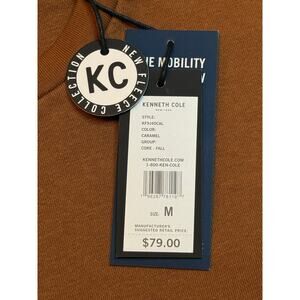 NEW FLEECE COLLECTION
KC
MOBILITY
KENNETH COLE
NEW YORK
STYLE:
COLOR:
CARAMEL
GROUP:
CORE - FALL
KENNETHCOLE.COM
1-800-KEN-COLE
SIZE: M
MANUFACTURER'S
SUGGESTED RETAIL PRICE:
$79.00